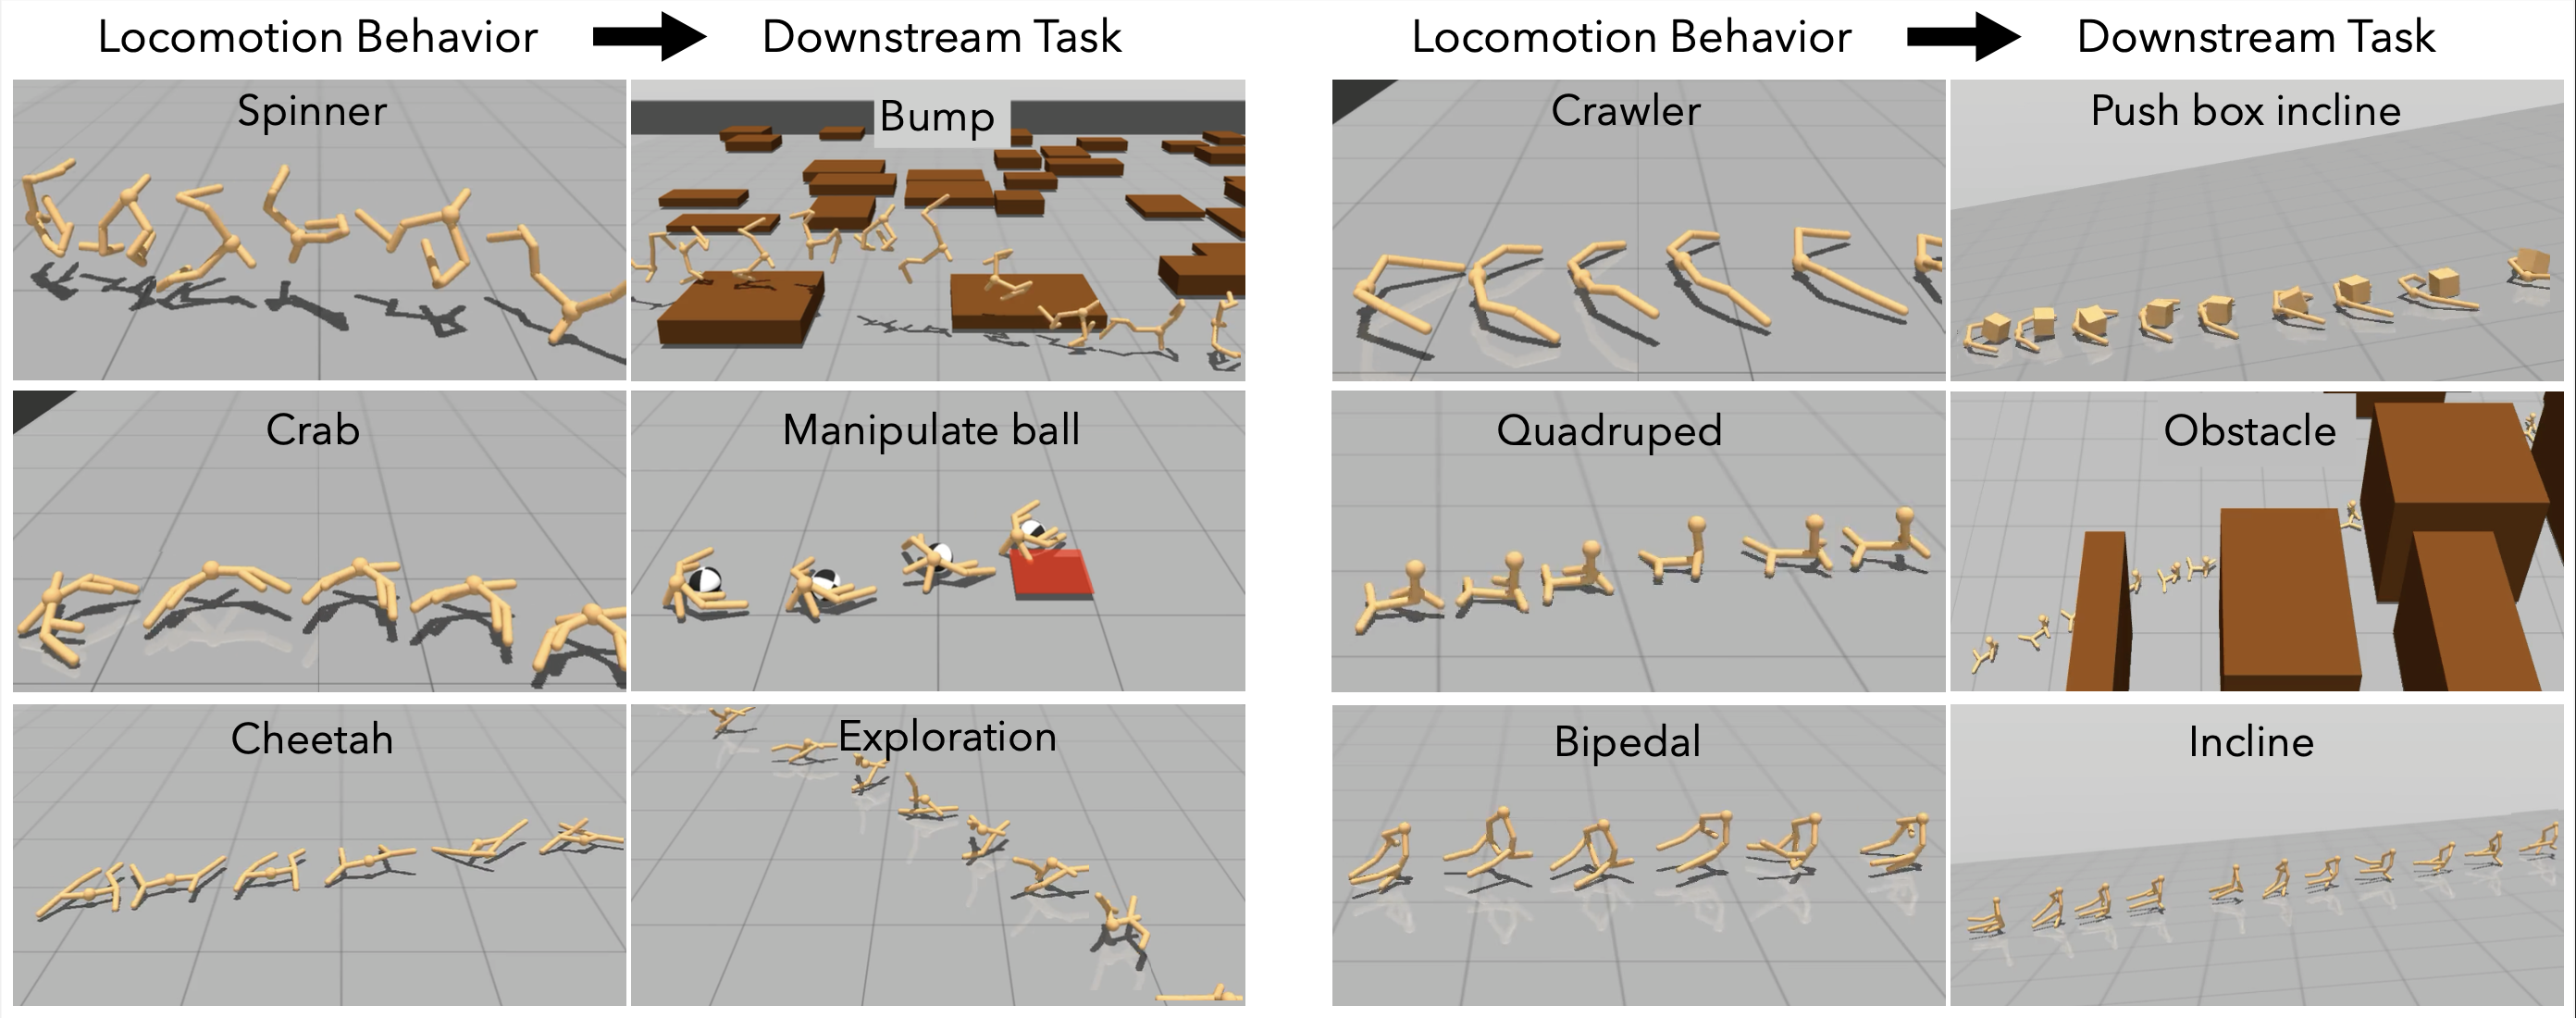 Locomotion Behavior
Downstream Task
Locomotion Behavior
Downstream Task
Spinner
Bump
Crawler
Push box incline
Crab
Manipulate ball
Quadruped
Obstacle
Cheetah
Exploration
Bipedal
Incline